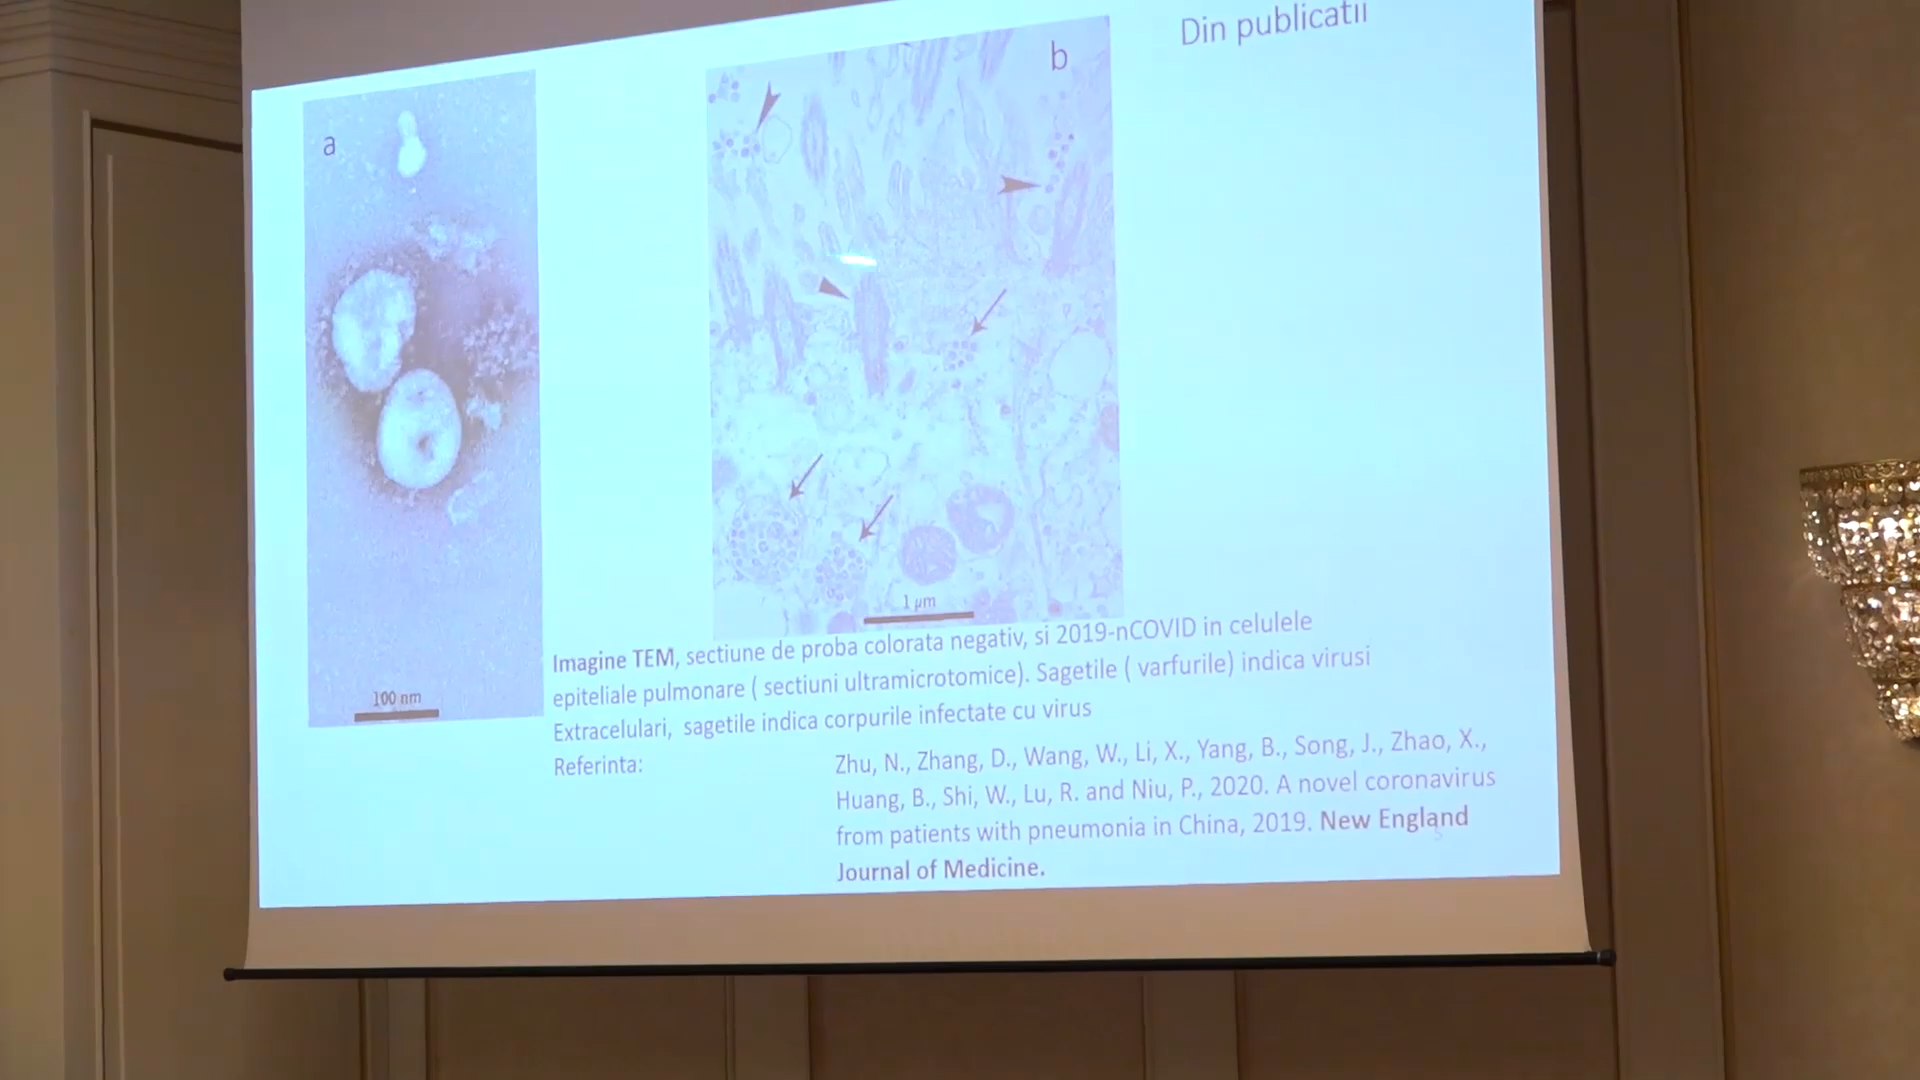 Din publicatii
a
b
100 nm
1 µm
Imagine TEM, sectiune de proba colorata negativ, si 2019-nCOVID in celulele
epiteliale pulmonare ( sectiuni ultramicrotomice). Sagetile ( varfurile) indica virusi
Extracelulari, sagetile indica corpurile infectate cu virus
Referinta:
Zhu, N., Zhang, D., Wang, W., Li, X., Yang, B., Song, J., Zhao, X.,
Huang, B., Shi, W., Lu, R. and Niu, P., 2020. A novel coronavirus
from patients with pneumonia in China, 2019. New England
Journal of Medicine.